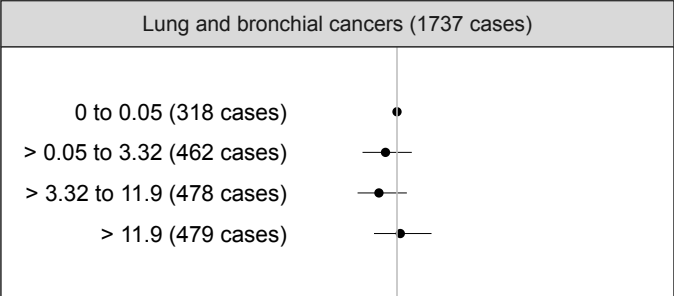 Lung and bronchial cancers (1737 cases)
0 to 0.05 (318 cases)
> 0.05 to 3.32 (462 cases)
> 3.32 to 11.9 (478 cases)
> 11.9 (479 cases)